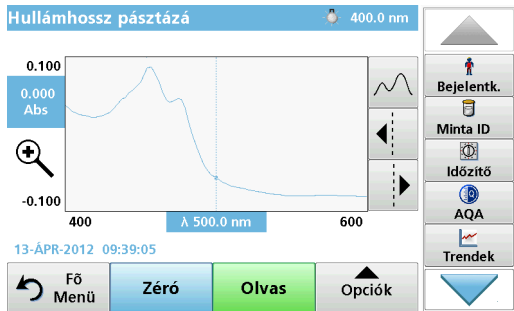 Hullámhossz pásztázá
400.0 nm
0.100
0.000
Abs
-0.100
400
λ 500.0 nm
600
13-ÁPR-2012 09:39:05
Fő
Menü
Zéró
Olvas
Opciók
Bejelentk.
Minta ID
Időzítő
AQA
Trendek